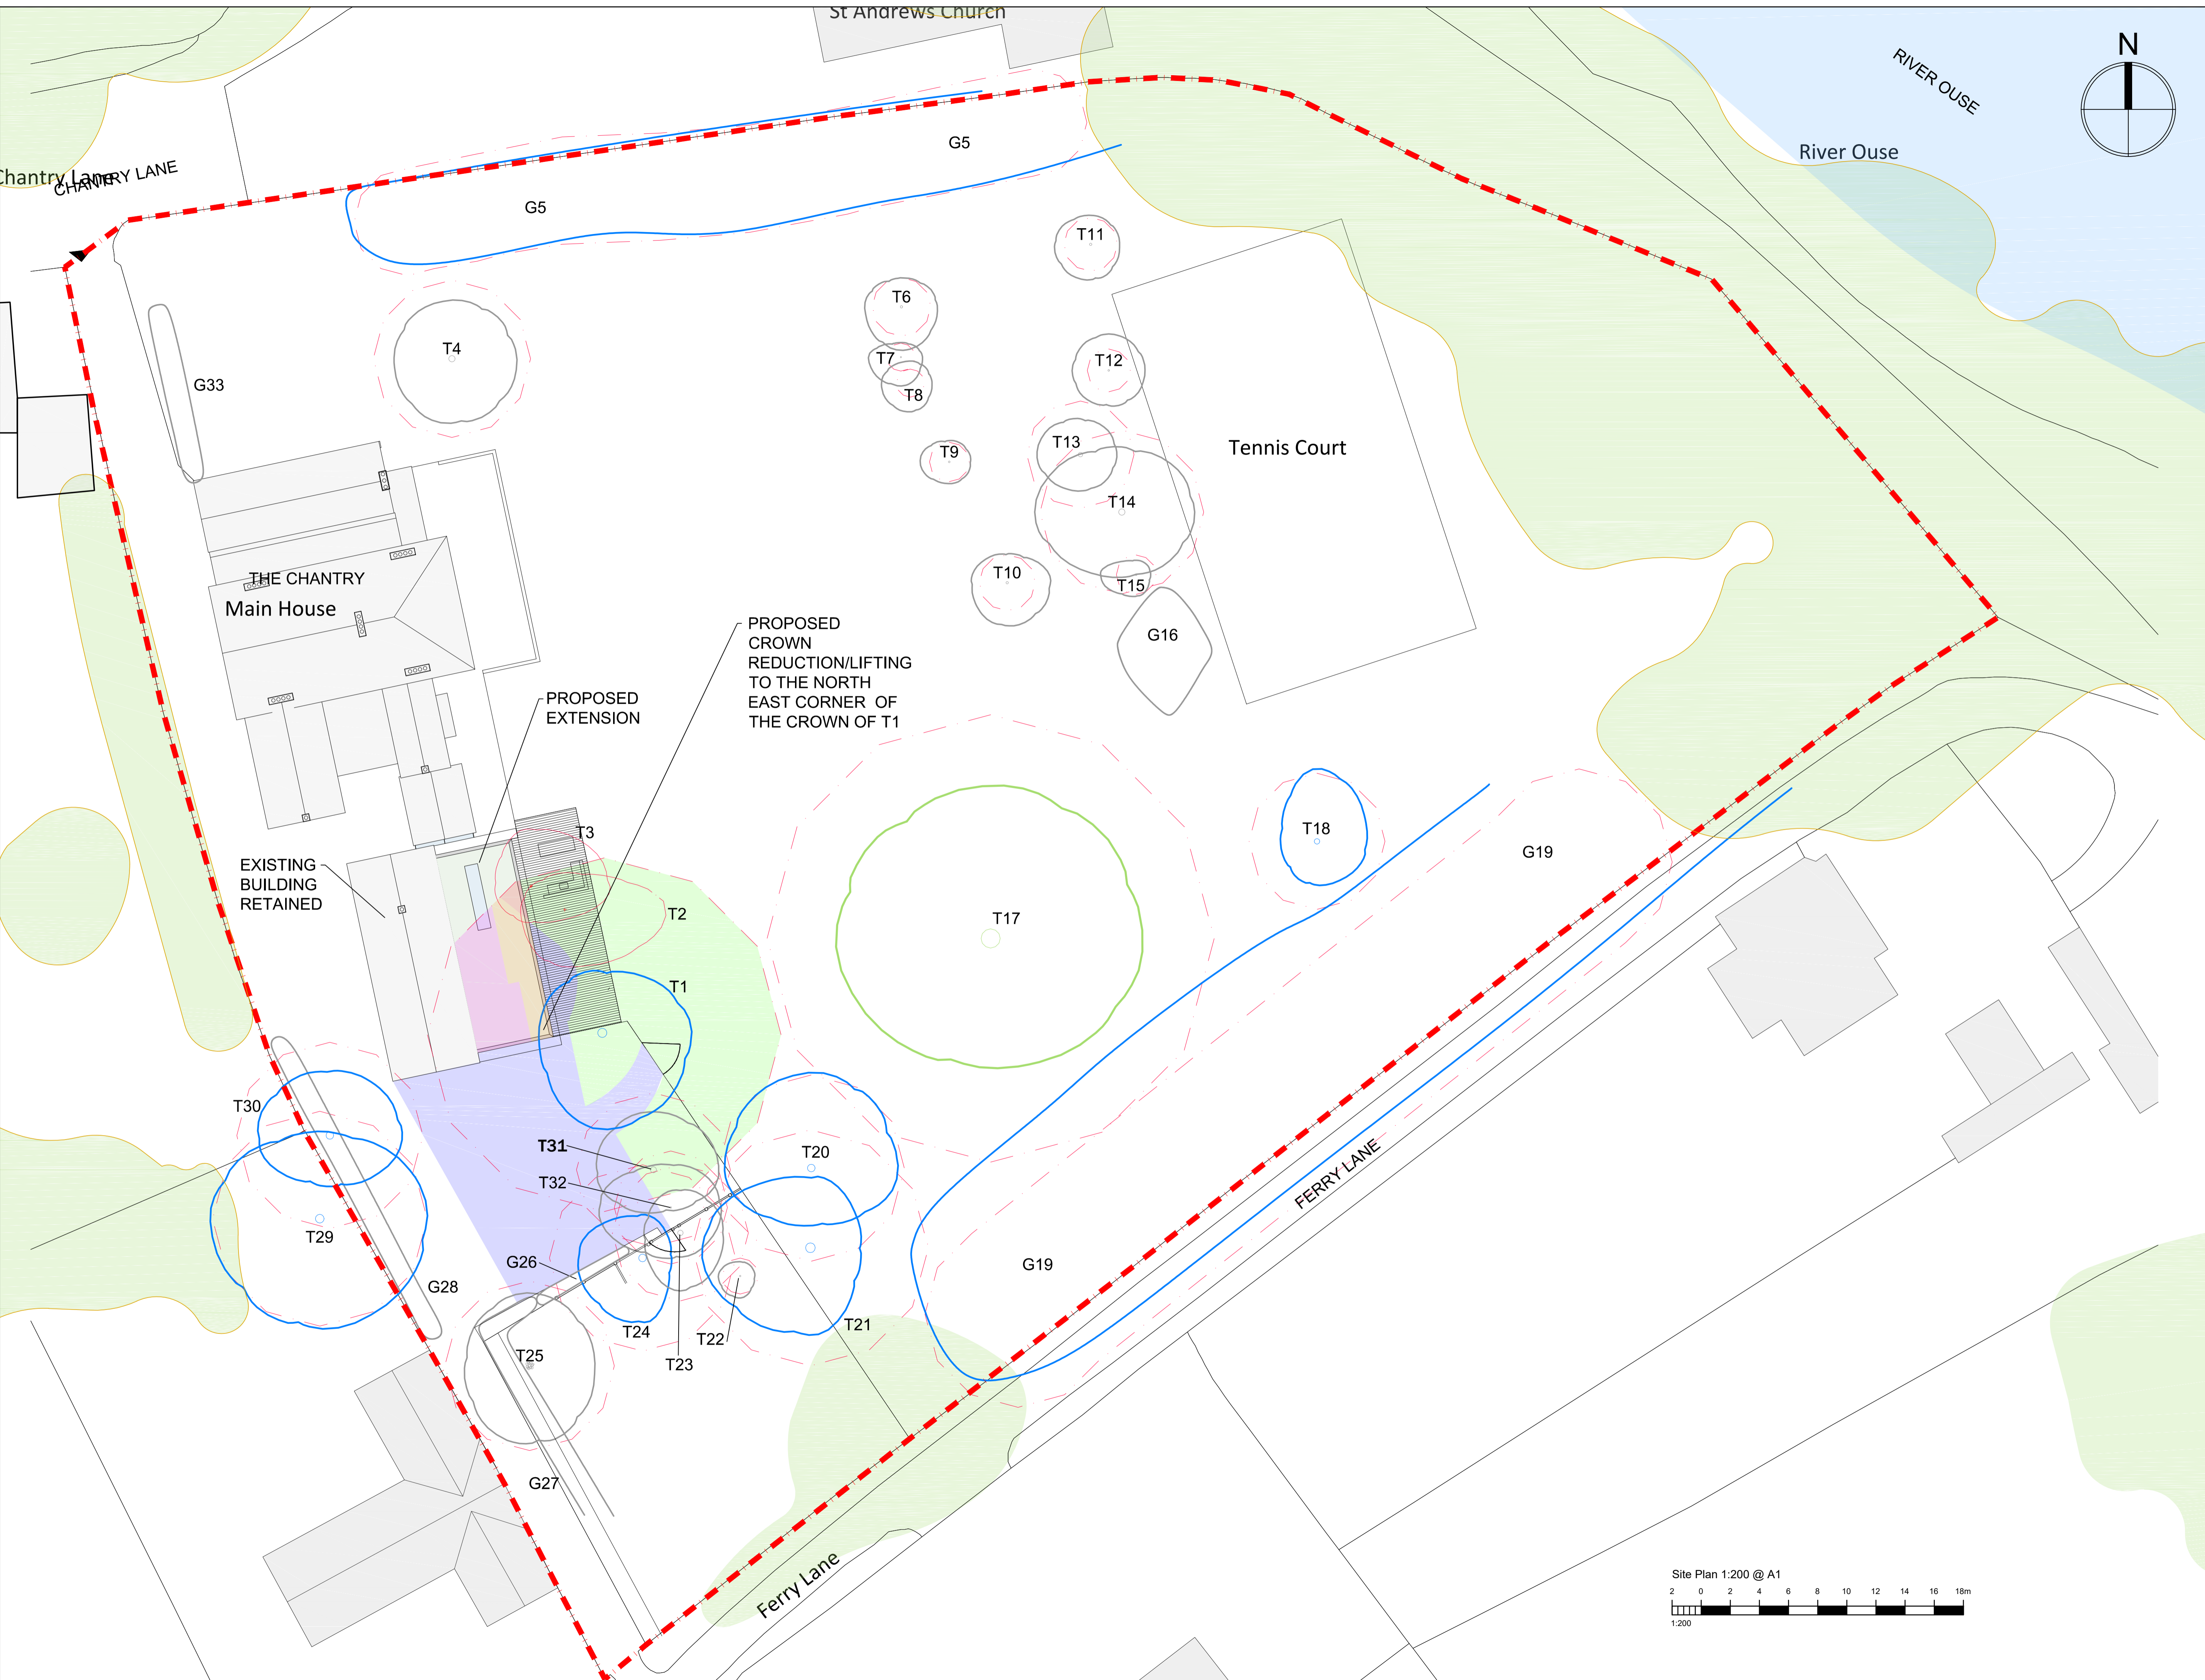 St Andrews Church
N
RIVER OUSE
River Ouse
Chantry Lane
CHANTRY LANE
G5
G5
T11
T6
T4
T7
T12
T8
G33
T13
T9
Tennis Court
T14
T10
T15
THE CHANTRY
Main House
G16
PROPOSED
CROWN
REDUCTION/LIFTING
TO THE NORTH
EAST CORNER OF
THE CROWN OF T1
PROPOSED
EXTENSION
T3
T18
EXISTING
BUILDING
RETAINED
G19
T2
T17
T1
T30
T31
T20
T32
FERRY LANE
T29
G26
G19
G28
T21
T24
T22
T25
T23
G27
Ferry Lane
Site Plan 1:200 @ A1
2 0 2 4 6 8 10 12 14 16 18m
1:200